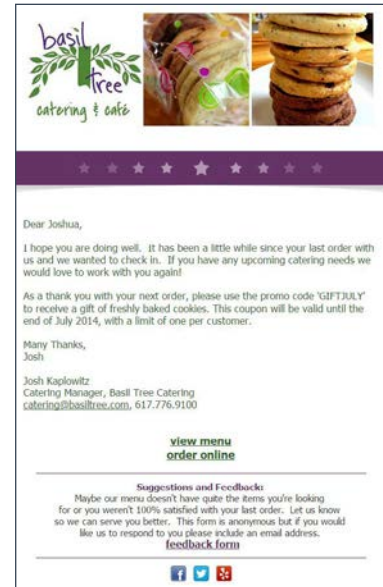 basil
tree
catering & café
Dear Joshua,
I hope you are doing well. It has been a little while since your last order with
us and we wanted to check in. If you have any upcoming catering needs we
would love to work with you again!
As a thank you with your next order, please use the promo code 'GIFTJULY'
to receive a gift of freshly baked cookies. This coupon will be valid until the
end of July 2014, with a limit of one per customer.
Many Thanks,
Josh
Josh Kaplowitz
Catering Manager, Basil Tree Catering
catering@basiltree.com, 617.776.9100
view menu
order online
Suggestions and Feedback:
Maybe our menu doesn't have quite the items you're looking
for or you weren't 100% satisfied with your last order. Let us know
so we can serve you better. This form is anonymous but if you would
like us to respond to you please include an email address.
feedback form